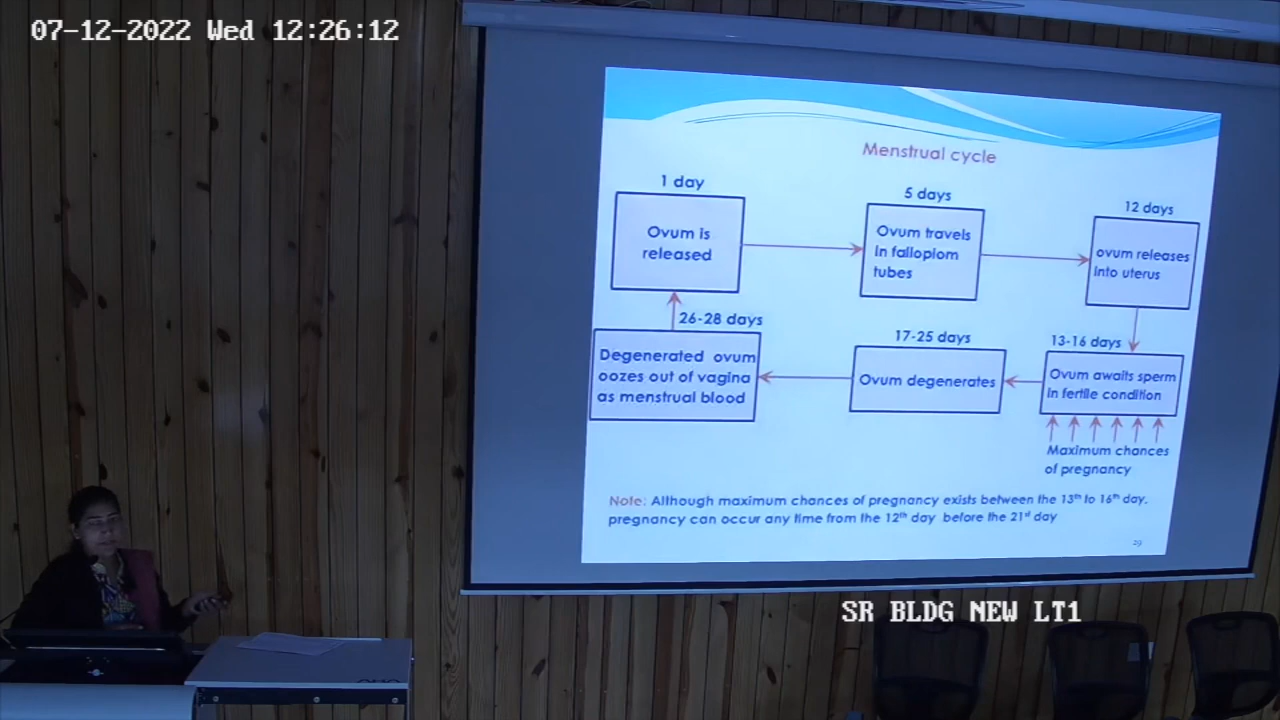 07-12-2022 Wed 12:26:12
Menstrual cycle
1 day
Ovum is
released
5 days
Ovum travels
in fallopiom
tubes
12 days
ovum releases
into uterus
13-16 days
Ovum awaits sperm
in fertile condition
Maximum chances
of pregnancy
17-25 days
Ovum degenerates
26-28 days
Degenerated ovum
oozes out of vagina
as menstrual blood
Note: Although maximum chances of pregnancy exists between the 13th to 16th day.
pregnancy can occur any time from the 12th day before the 21st day
29
SR BLDG NEW LT1